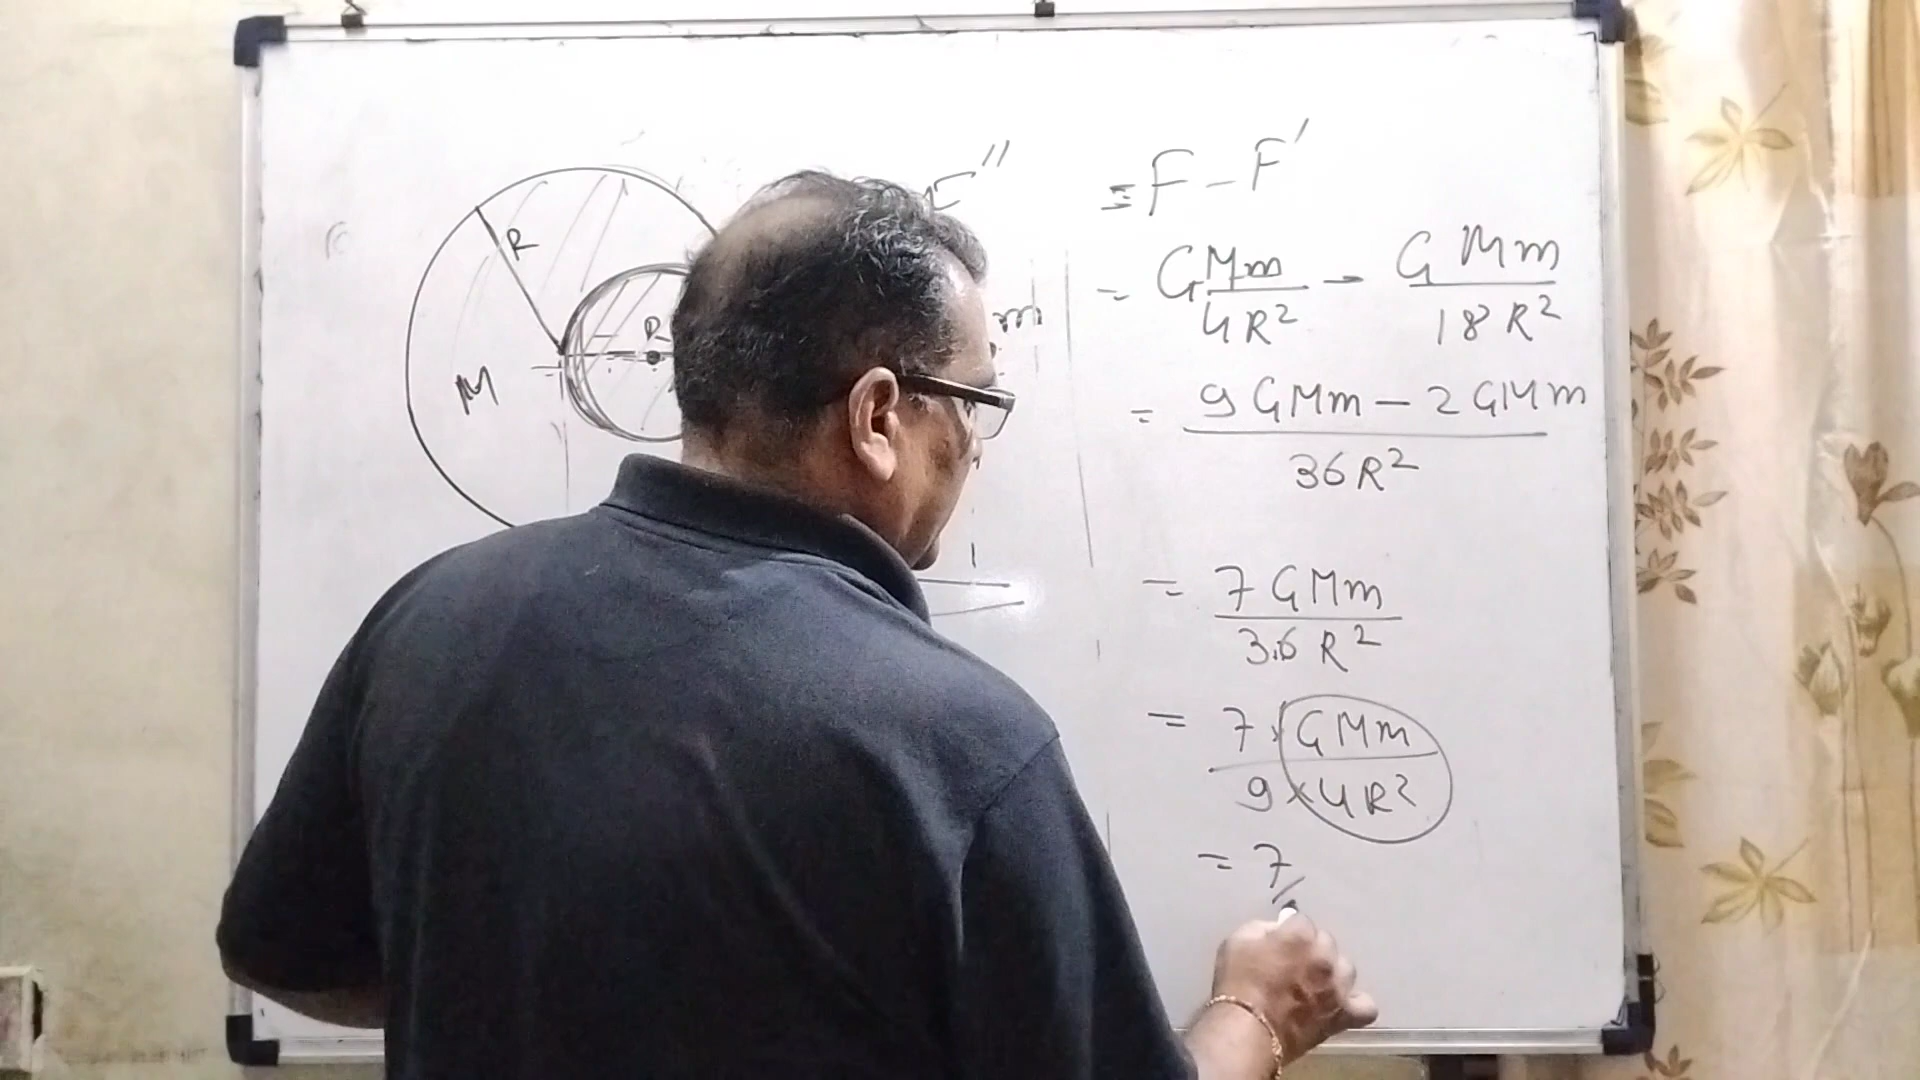 F'' = F - F'
= GMm/4R² - GMm/18R²
= (9GMm - 2GMm)/36R²
= 7GMm/36R²
= 7 × GMm/9 × 4R²
= 7/
R
R
M
m